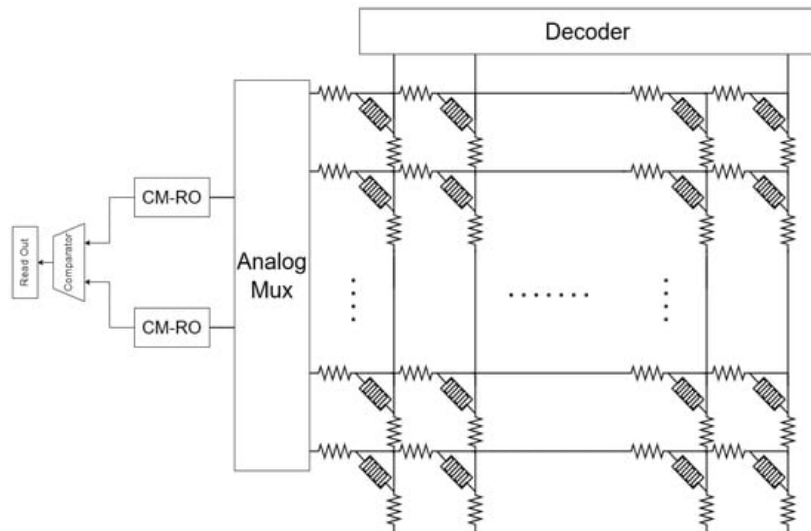 Decoder
CM-RO
Analog
Mux
Read Out
Comparator
CM-RO